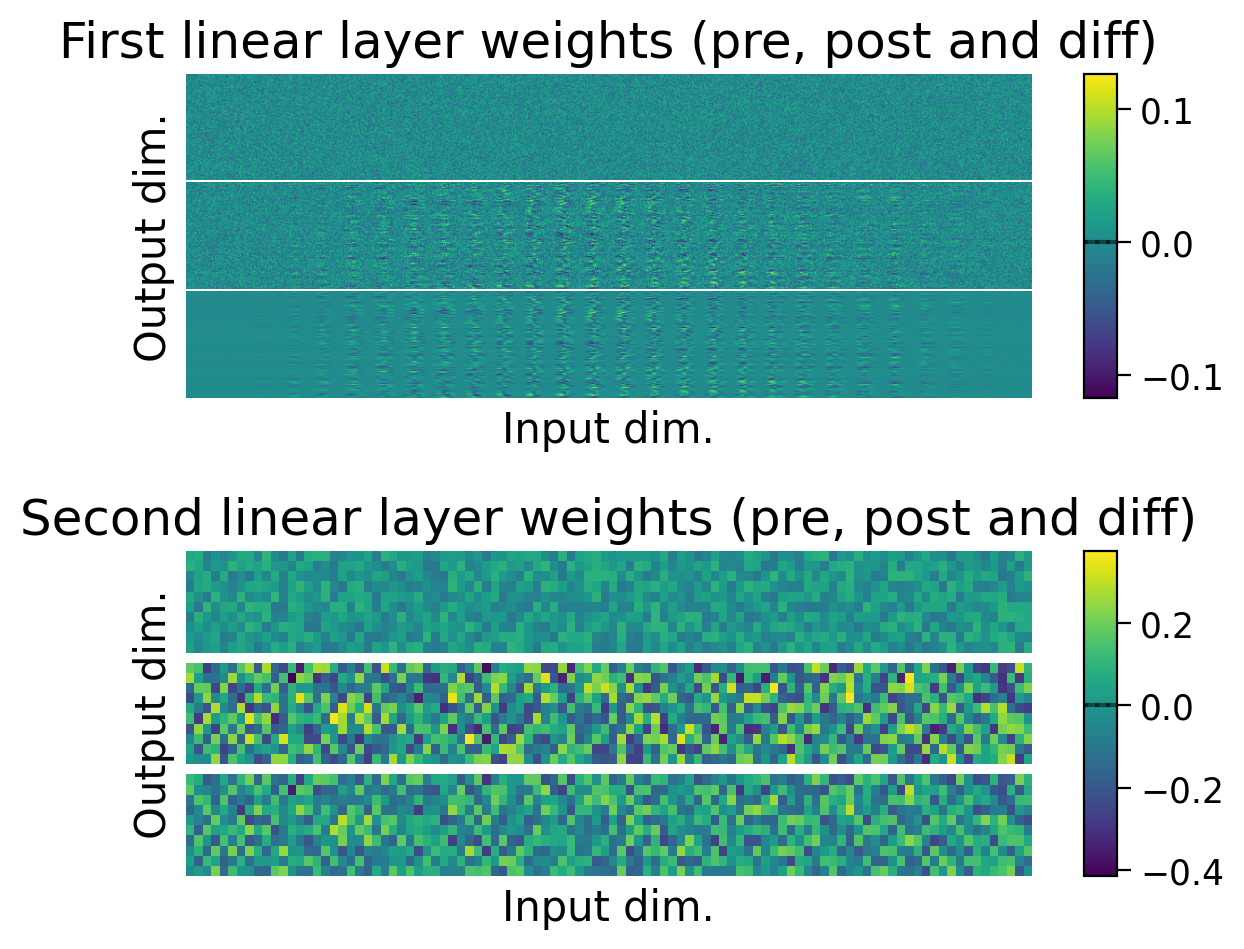 First linear layer weights (pre, post and diff)
Output dim.
Input dim.
0.1
0.0
−0.1
Second linear layer weights (pre, post and diff)
Output dim.
Input dim.
0.2
0.0
−0.2
−0.4